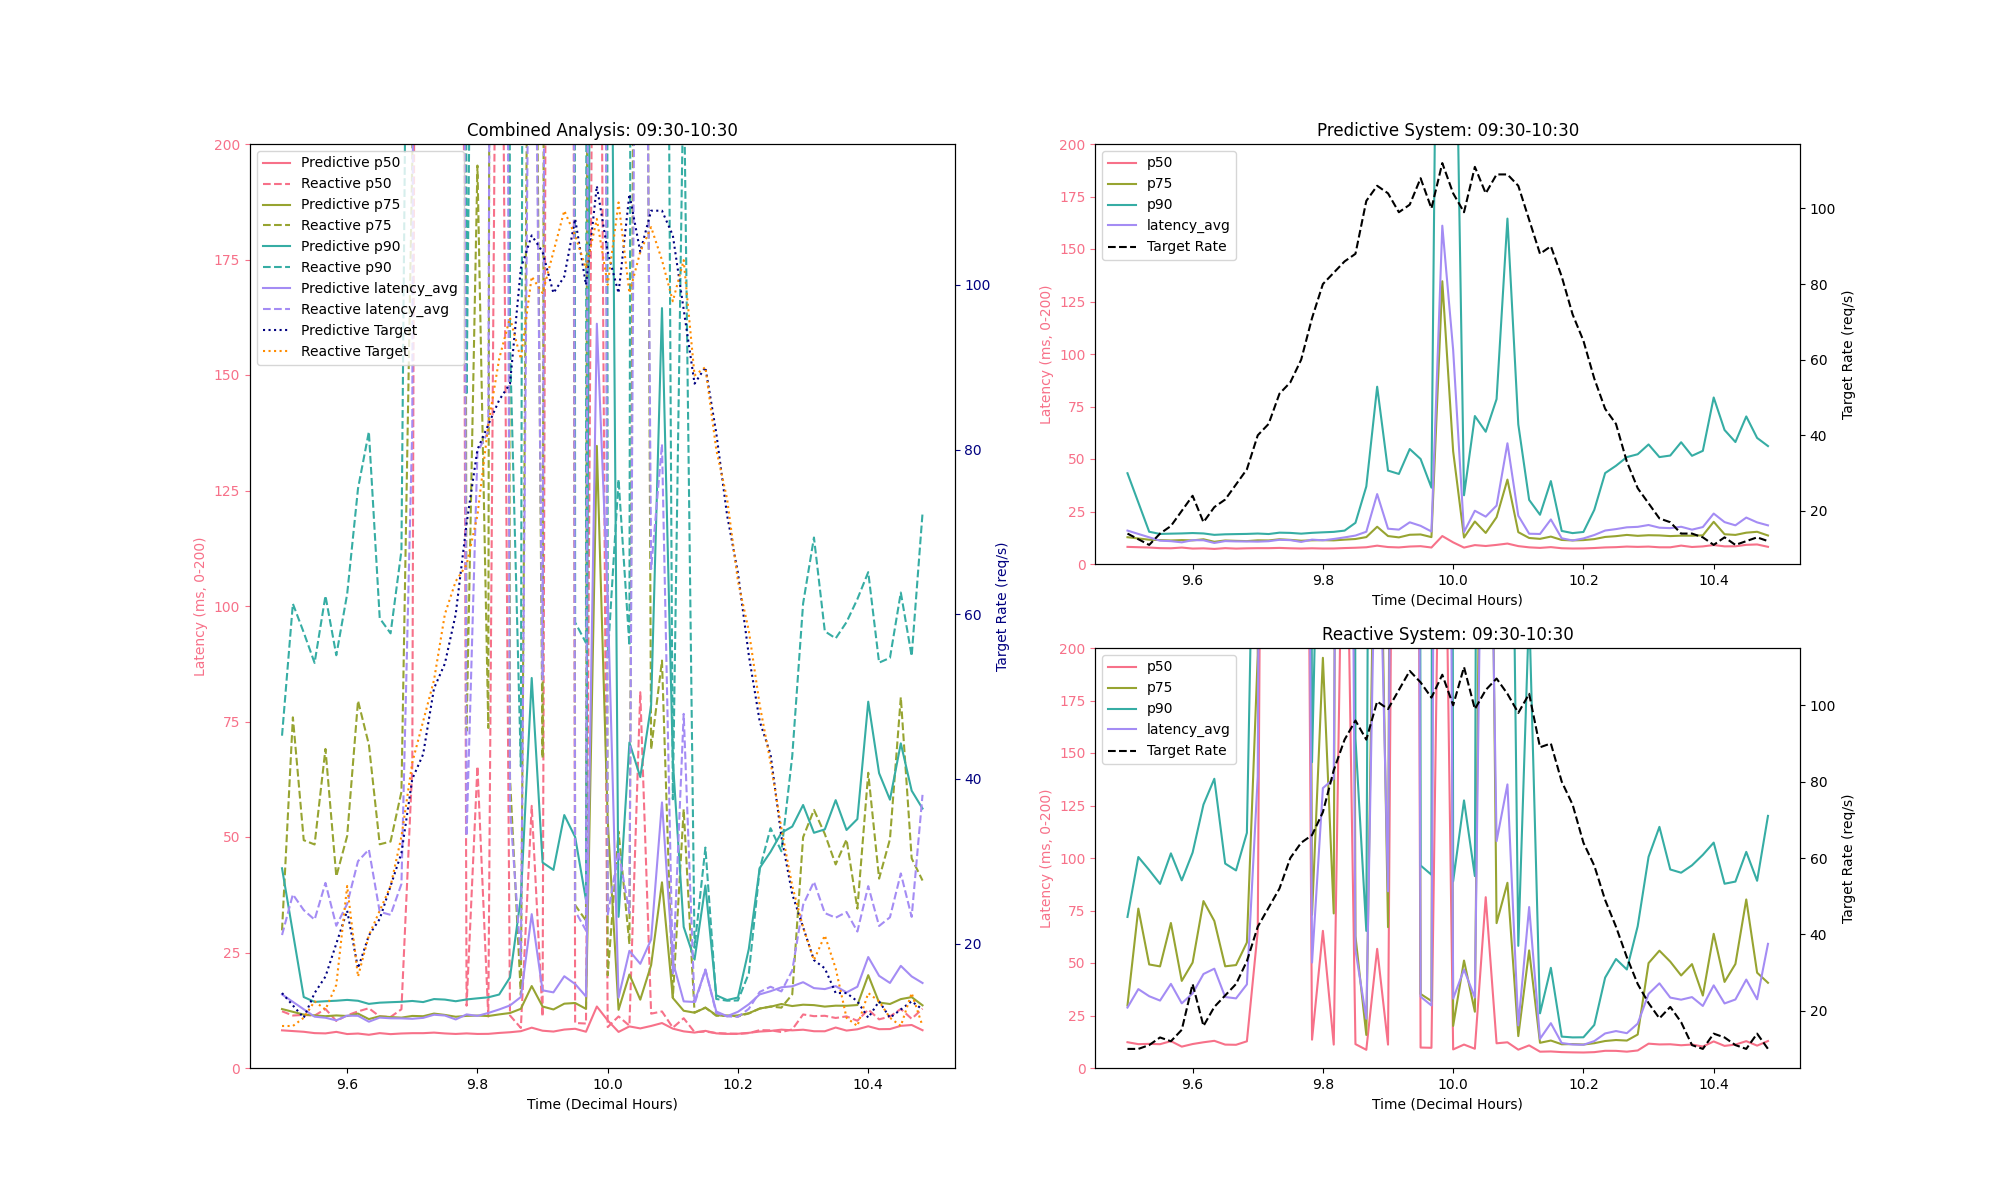 Combined Analysis: 09:30-10:30
Latency (ms, 0-200)
200
175
150
125
100
75
50
25
0
Predictive p50
Reactive p50
Predictive p75
Reactive p75
Predictive p90
Reactive p90
Predictive latency_avg
Reactive latency_avg
Predictive Target
Reactive Target
100
80
60
40
20
Target Rate (req/s)
9.6 9.8 10.0 10.2 10.4
Time (Decimal Hours)
Predictive System: 09:30-10:30
Latency (ms, 0-200)
200
175
150
125
100
75
50
25
0
p50
p75
p90
latency_avg
Target Rate
100
80
60
40
20
Target Rate (req/s)
9.6 9.8 10.0 10.2 10.4
Time (Decimal Hours)
Reactive System: 09:30-10:30
Latency (ms, 0-200)
200
175
150
125
100
75
50
25
0
p50
p75
p90
latency_avg
Target Rate
100
80
60
40
20
Target Rate (req/s)
9.6 9.8 10.0 10.2 10.4
Time (Decimal Hours)